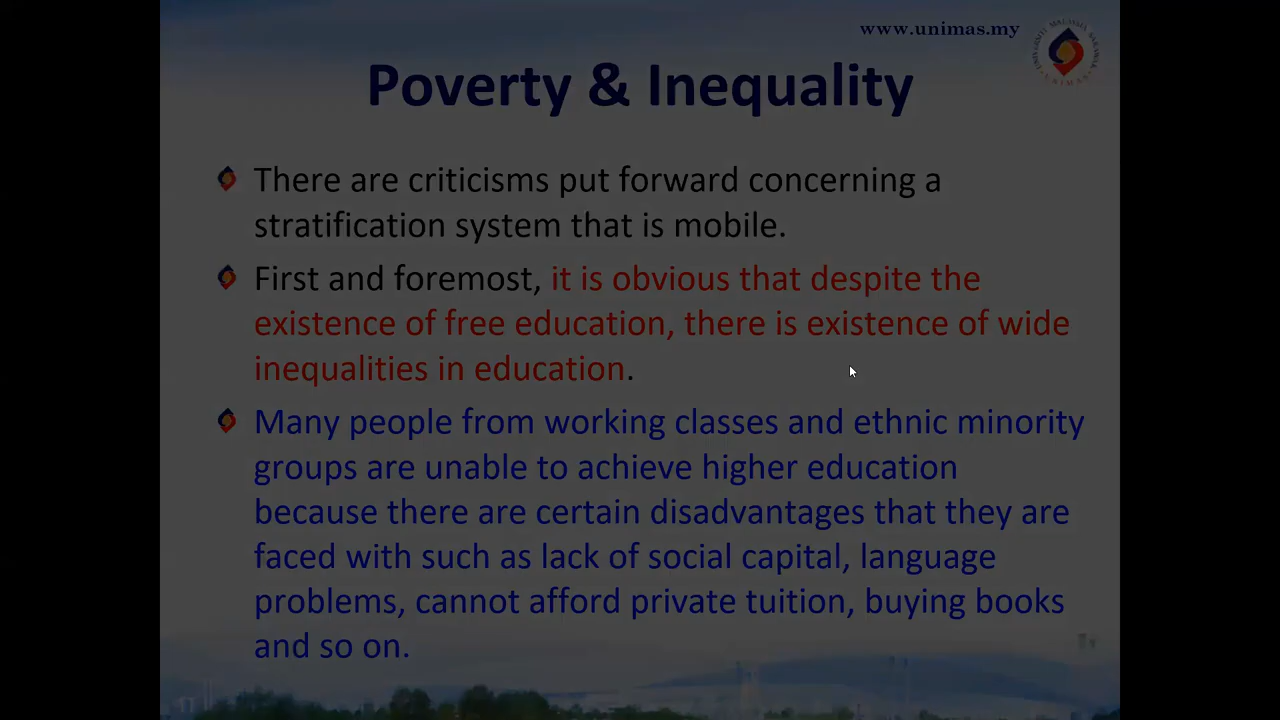 www.unimas.my
Poverty & Inequality
There are criticisms put forward concerning a
stratification system that is mobile.
First and foremost, it is obvious that despite the
existence of free education, there is existence of wide
inequalities in education.
Many people from working classes and ethnic minority
groups are unable to achieve higher education
because there are certain disadvantages that they are
faced with such as lack of social capital, language
problems, cannot afford private tuition, buying books
and so on.